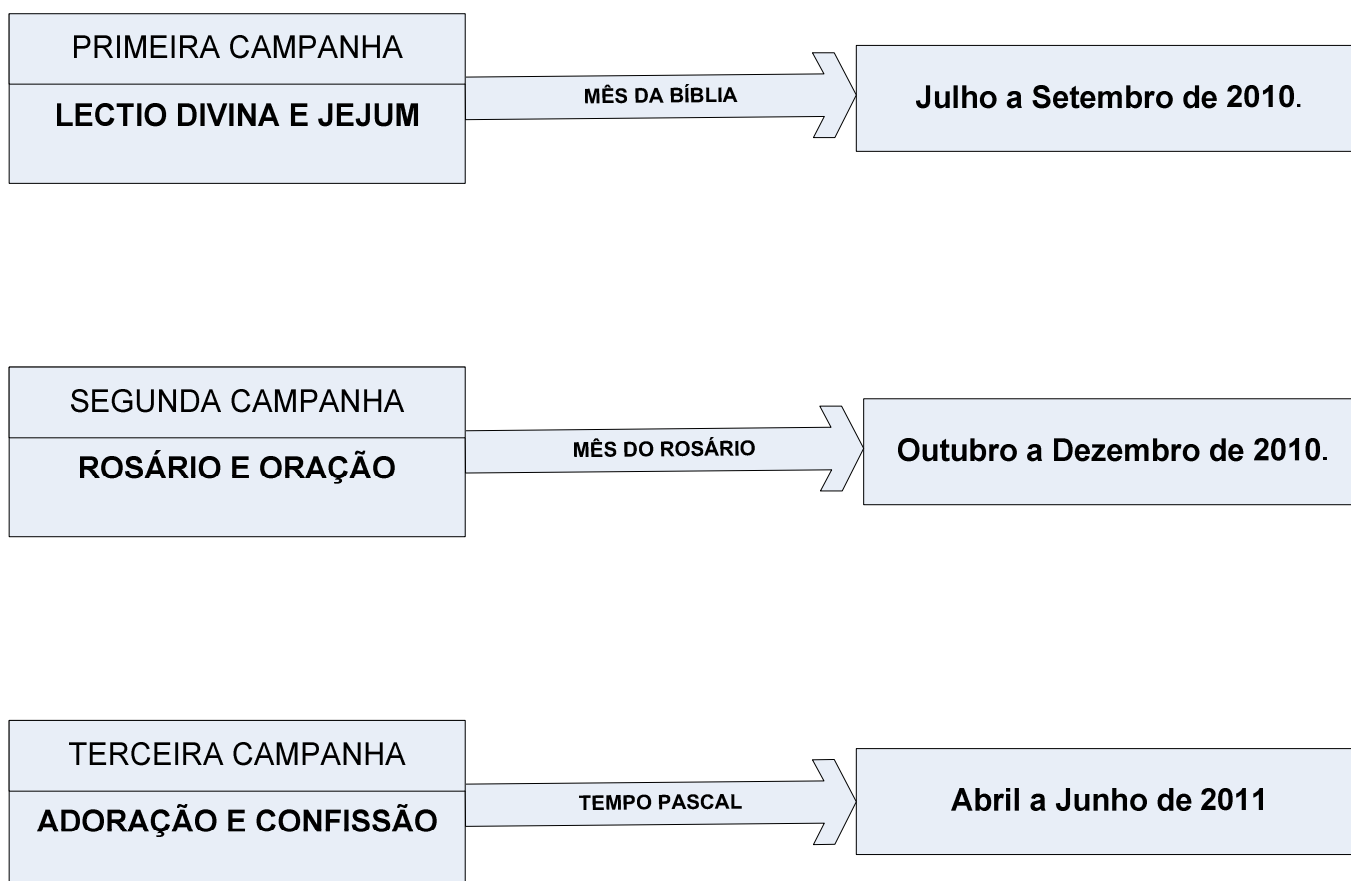 PRIMEIRA CAMPANHA
LECTIO DIVINA E JEJUM
MÊS DA BÍBLIA
Julho a Setembro de 2010.
SEGUNDA CAMPANHA
ROSÁRIO E ORAÇÃO
MÊS DO ROSÁRIO
Outubro a Dezembro de 2010.
TERCEIRA CAMPANHA
ADORAÇÃO E CONFISSÃO
TEMPO PASCAL
Abril a Junho de 2011